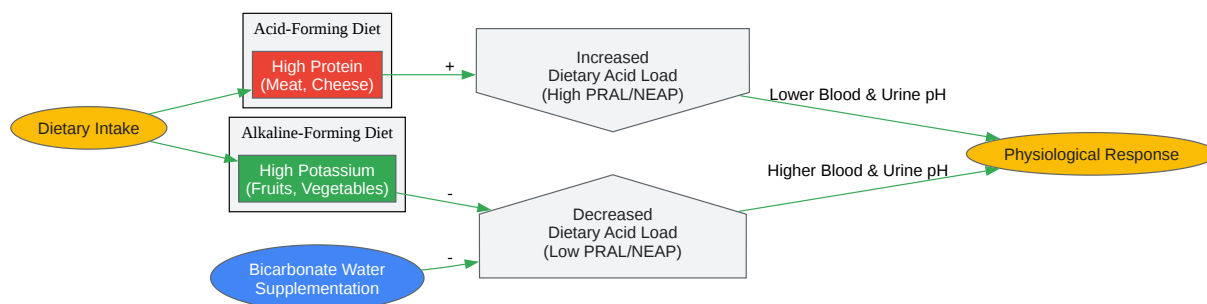 Acid-Forming Diet
High Protein
(Meat, Cheese)
+
Increased
Dietary Acid Load
(High PRAL/NEAP)
Lower Blood & Urine pH
Dietary Intake
Alkaline-Forming Diet
High Potassium
(Fruits, Vegetables)
-
Physiological Response
Higher Blood & Urine pH
Decreased
Dietary Acid Load
(Low PRAL/NEAP)
-
Bicarbonate Water
Supplementation